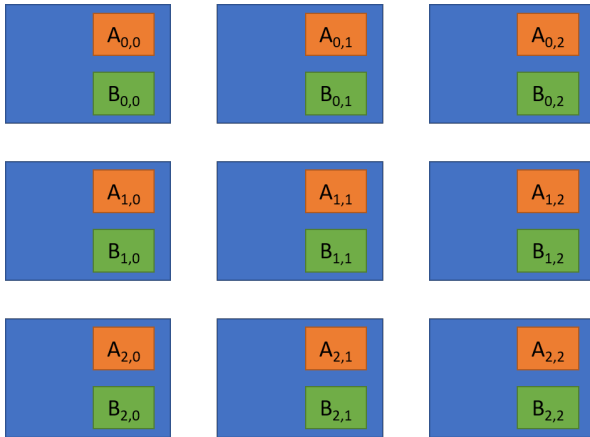 A0,0 A0,1 A0,2
B0,0 B0,1 B0,2
A1,0 A1,1 A1,2
B1,0 B1,1 B1,2
A2,0 A2,1 A2,2
B2,0 B2,1 B2,2